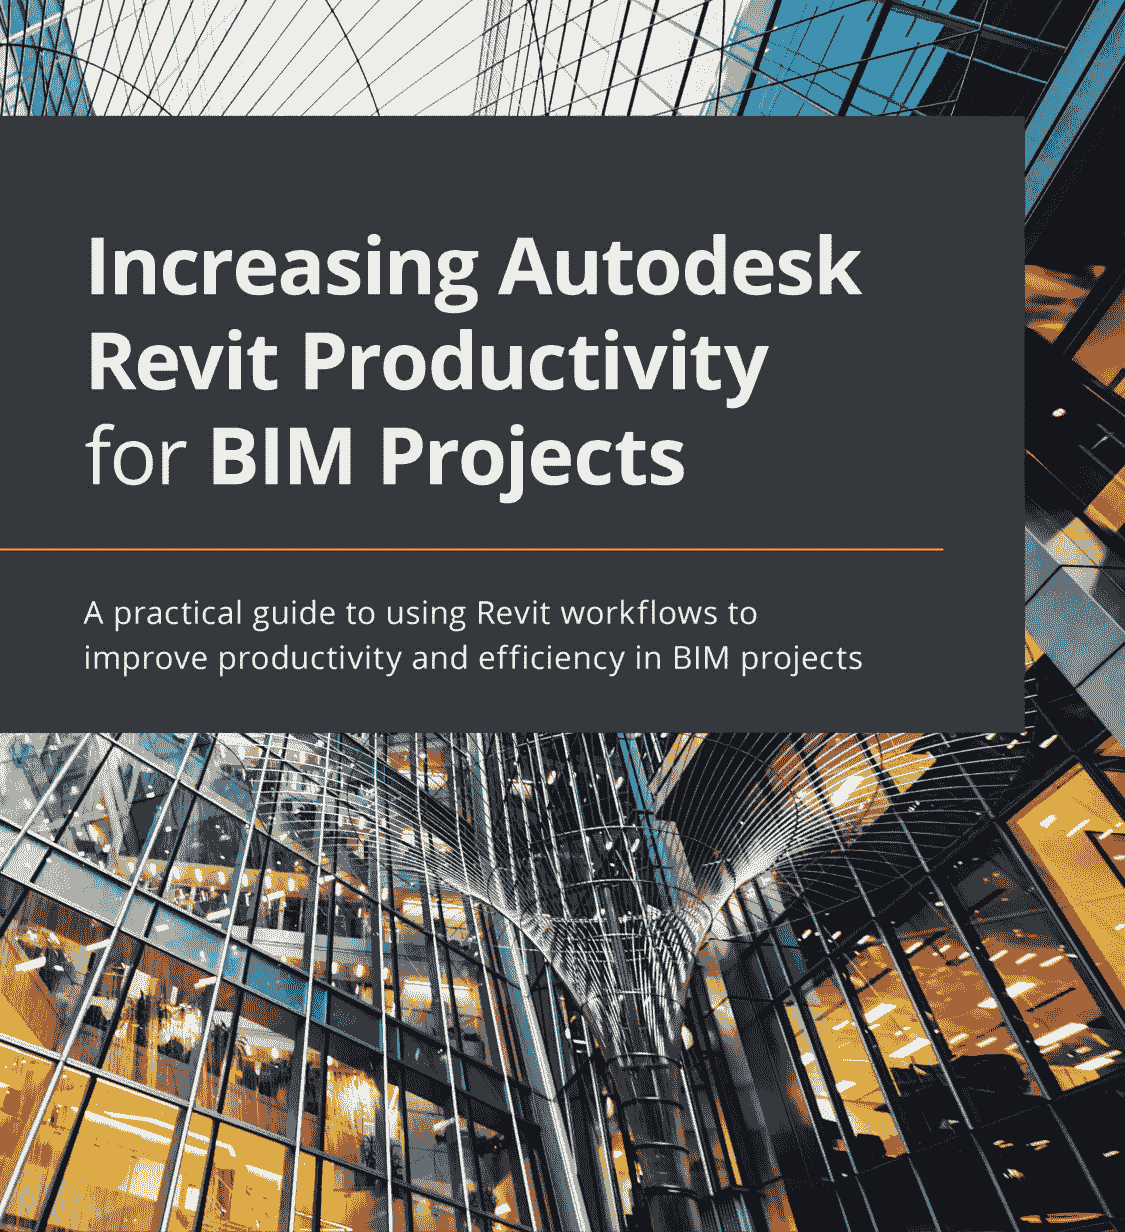 Increasing Autodesk
Revit Productivity
for BIM Projects
A practical guide to using Revit workflows to
improve productivity and efficiency in BIM projects